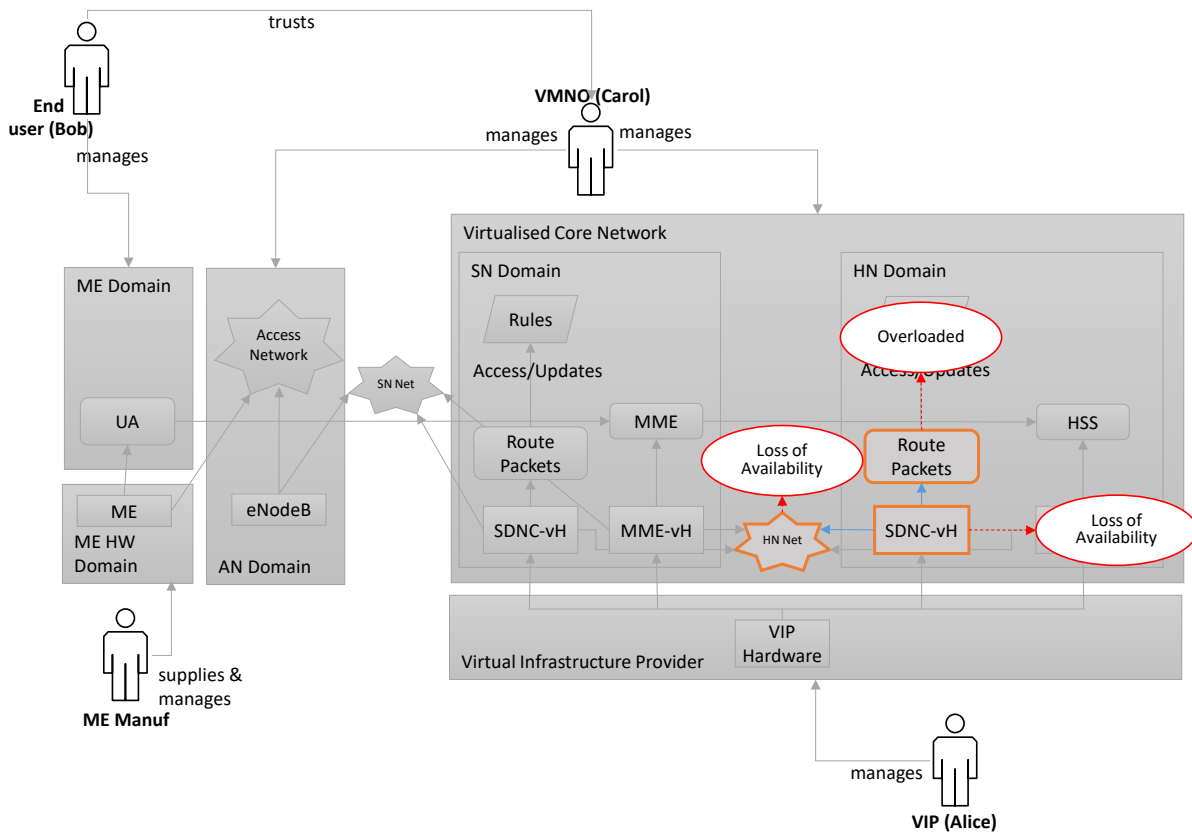 trusts
VMNO (Carol)
End
user (Bob)
manages
manages
manages
Virtualised Core Network
SN Domain
HN Domain
ME Domain
AN Domain
Access
Network
Rules
Overloaded
SN Net
Access/Updates
Access/Updates
UA
MME
HSS
Route
Packets
Loss of
Availability
Route
Packets
ME
eNodeB
SDNC-vH
MME-vH
HN Net
SDNC-vH
Loss of
Availability
ME HW
Domain
VIP
Hardware
Virtual Infrastructure Provider
supplies &
manages
ME Manuf
manages
VIP (Alice)